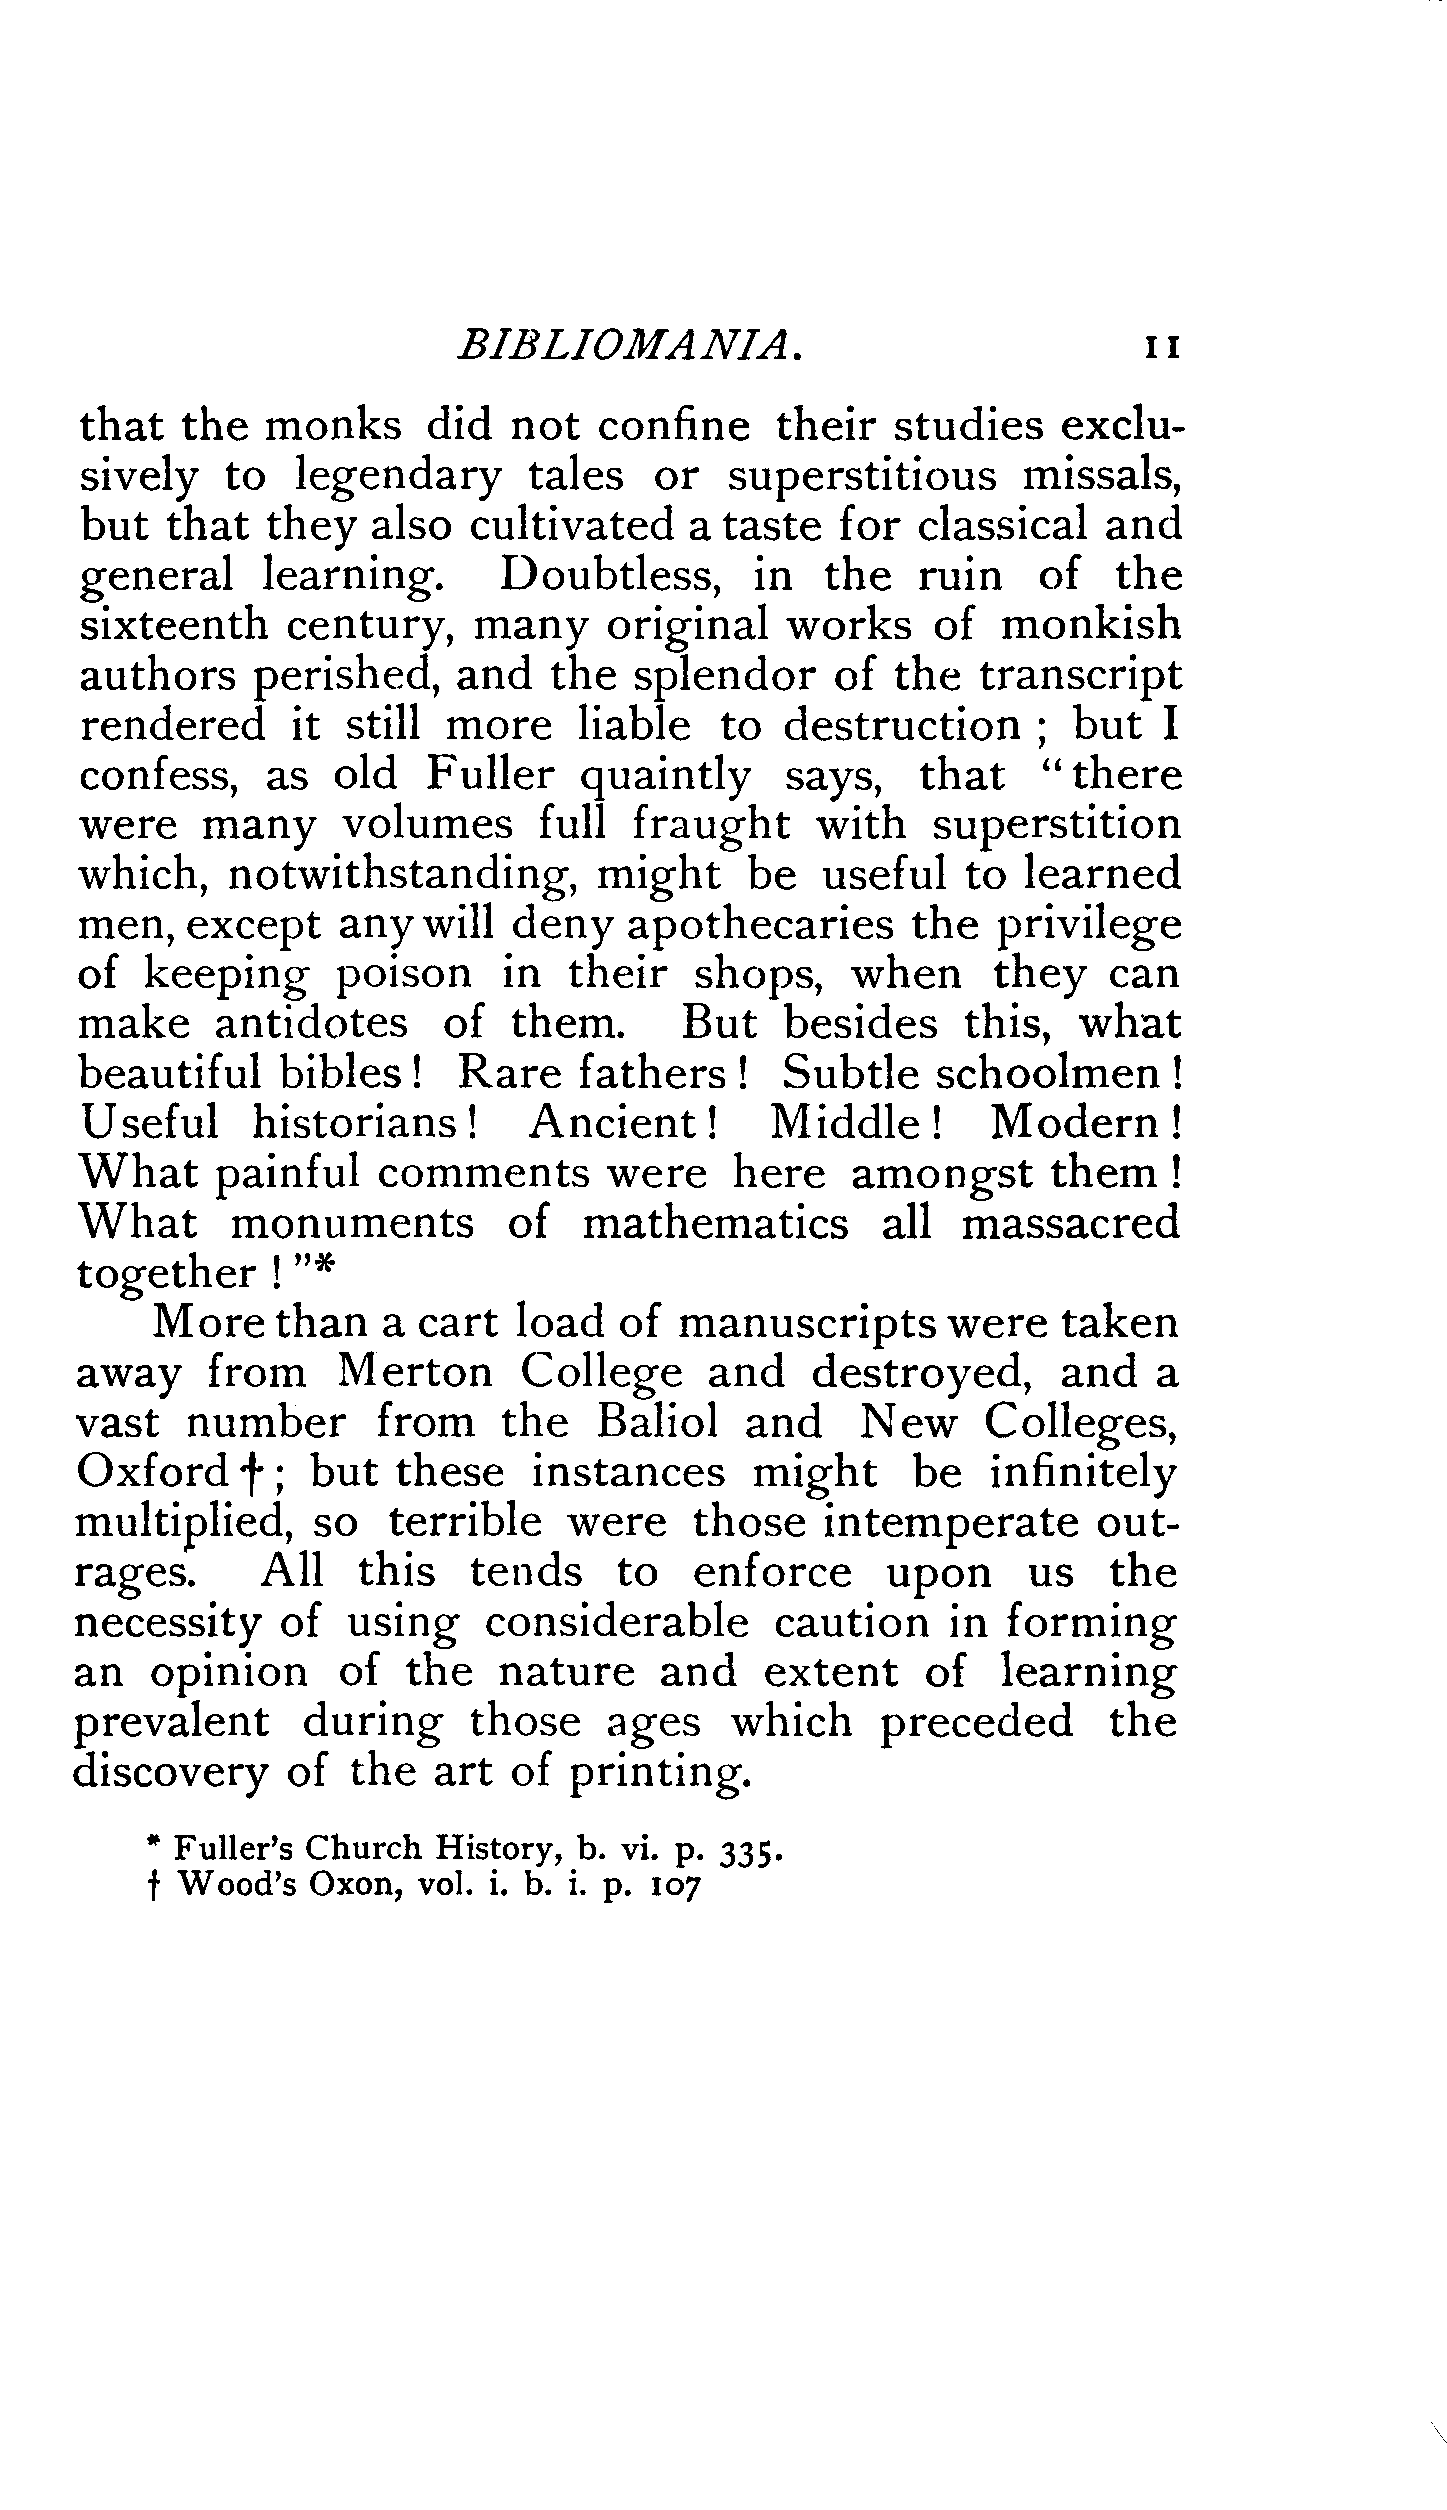 BIBLIOMANIA. 11
that the monks did not confine their studies exclu-
sively to legendary tales or superstitious missals,
but that they also cultivated a taste for classical and
general learning. Doubtless, in the ruin of the
sixteenth century, many original works of monkish
authors perished, and the splendor of the transcript
rendered it still more liable to destruction ; but I
confess, as old Fuller quaintly says, that “ there
were many volumes full fraught with superstition
which, notwithstanding, might be useful to learned
men, except any will deny apothecaries the privilege
of keeping poison in their shops, when they can
make antidotes of them. But besides this, what
beautiful bibles ! Rare fathers ! Subtle schoolmen !
Useful historians ! Ancient ! Middle ! Modern !
What painful comments were here amongst them !
What monuments of mathematics all massacred
together ! ”*
More than a cart load of manuscripts were taken
away from Merton College and destroyed, and a
vast number from the Baliol and New Colleges,
Oxford † ; but these instances might be infinitely
multiplied, so terrible were those intemperate out-
rages. All this tends to enforce upon us the
necessity of using considerable caution in forming
an opinion of the nature and extent of learning
prevalent during those ages which preceded the
discovery of the art of printing.
* Fuller’s Church History, b. vi. p. 335.
† Wood’s Oxon, vol. i. b. i. p. 107